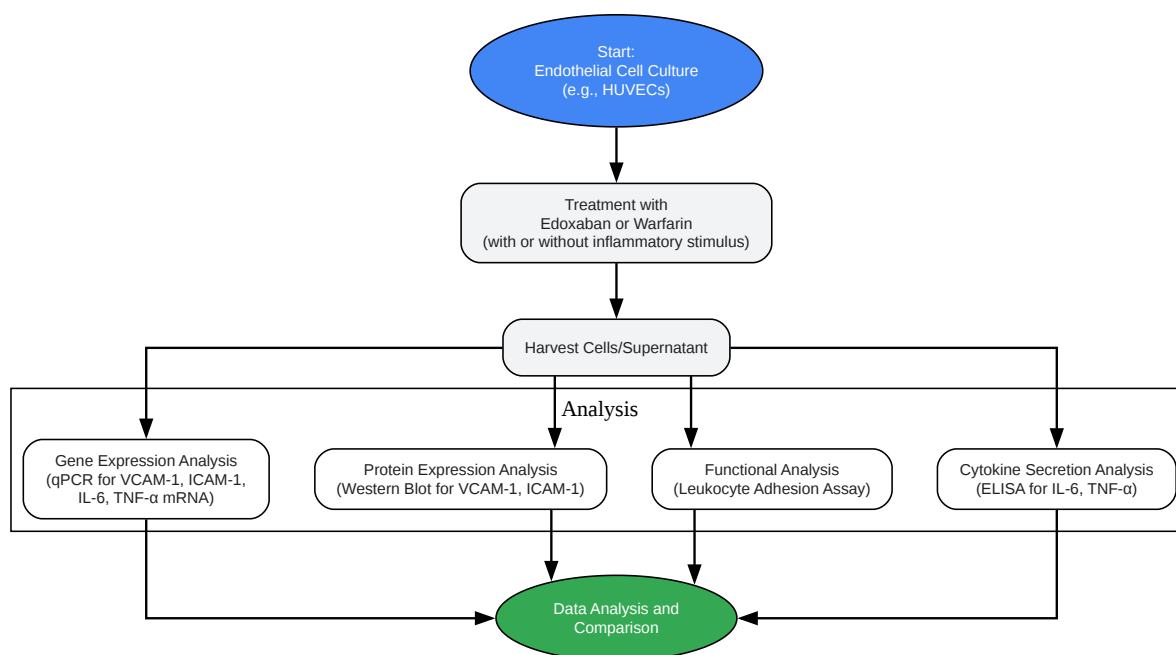 Start:
Endothelial Cell Culture
(e.g., HUVECs)
Treatment with
Edoxaban or Warfarin
(with or without inflammatory stimulus)
Harvest Cells/Supernatant
Analysis
Gene Expression Analysis
(qPCR for VCAM-1, ICAM-1,
IL-6, TNF-α mRNA)
Protein Expression Analysis
(Western Blot for VCAM-1, ICAM-1)
Functional Analysis
(Leukocyte Adhesion Assay)
Cytokine Secretion Analysis
(ELISA for IL-6, TNF-α)
Data Analysis and
Comparison